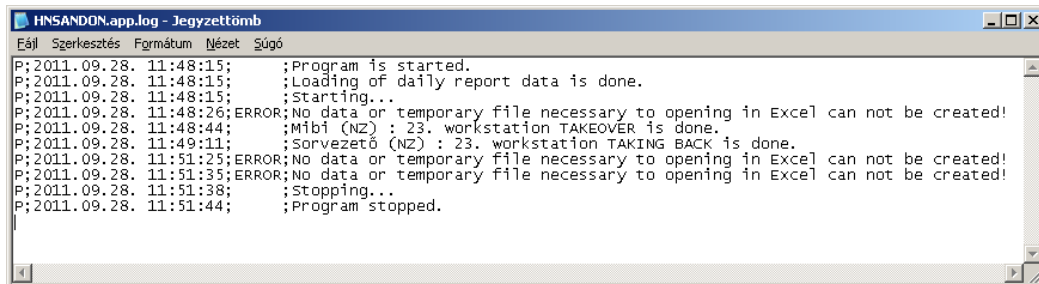 HNSANDON.app.log - Jegyzettömb
Fájl Szerkesztés Formátum Nézet Súgó
P;2011.09.28. 11:48:15;     ;Program is started.
P;2011.09.28. 11:48:15;     ;Loading of daily report data is done.
P;2011.09.28. 11:48:15;     ;Starting...
P;2011.09.28. 11:48:26;ERROR;No data or temporary file necessary to opening in Excel can not be created!
P;2011.09.28. 11:48:44;     ;Mibi (NZ) : 23. workstation TAKEOVER is done.
P;2011.09.28. 11:49:11;     ;Sorvezető (NZ) : 23. workstation TAKING BACK is done.
P;2011.09.28. 11:51:25;ERROR;No data or temporary file necessary to opening in Excel can not be created!
P;2011.09.28. 11:51:35;ERROR;No data or temporary file necessary to opening in Excel can not be created!
P;2011.09.28. 11:51:38;     ;Stopping...
P;2011.09.28. 11:51:44;     ;Program stopped.